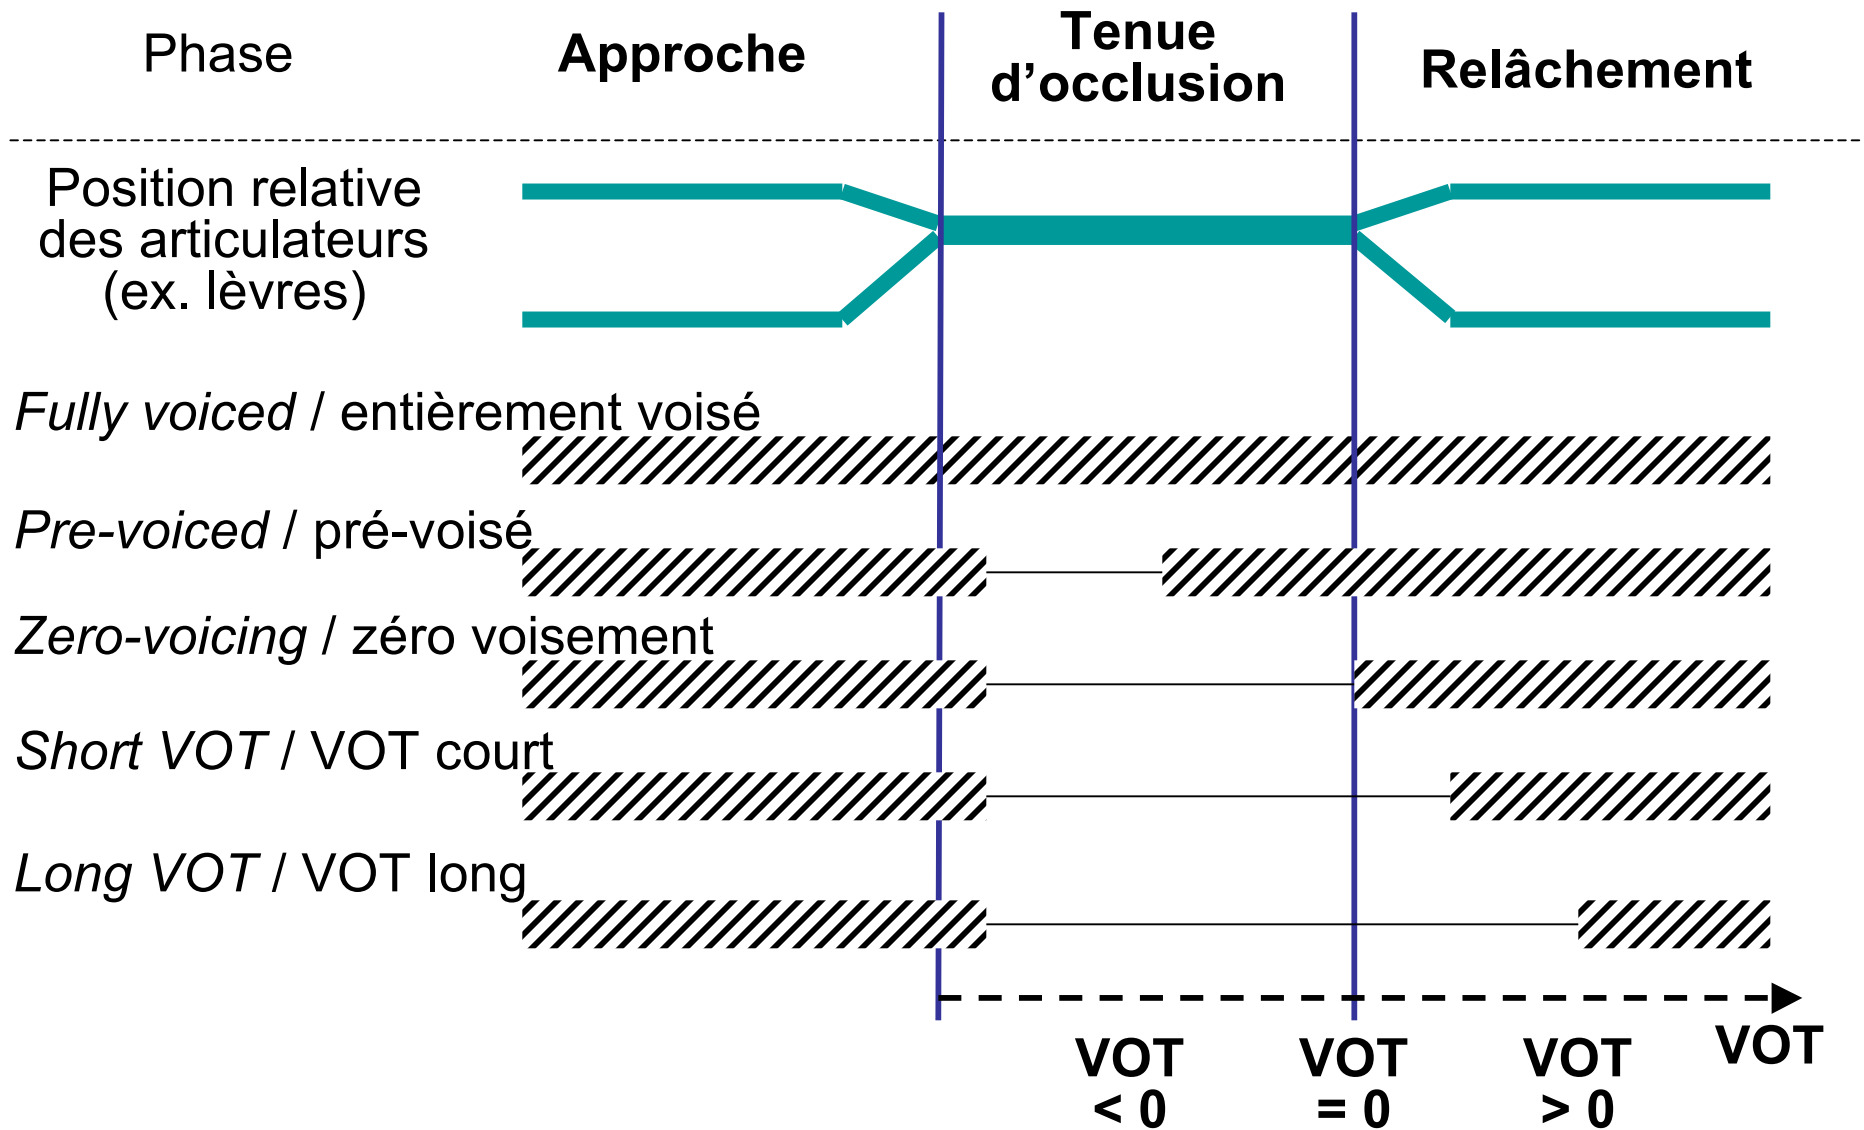 Phase
Approche
Tenue
d'occlusion
Relâchement
Position relative
des articulateurs
(ex. lèvres)
Fully voiced / entièrement voisé
Pre-voiced / pré-voisé
Zero-voicing / zéro voisement
Short VOT / VOT court
Long VOT / VOT long
VOT
< 0
VOT
= 0
VOT
> 0
VOT